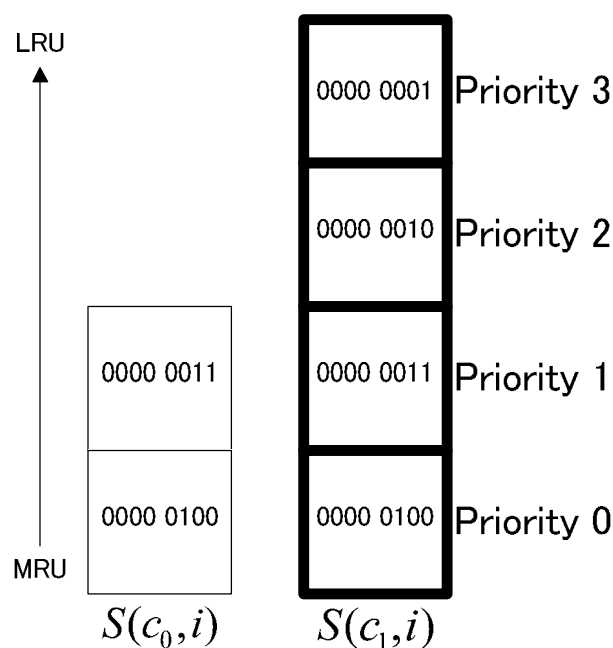 LRU
0000 0001 Priority 3
0000 0010 Priority 2
0000 0011 0000 0011 Priority 1
0000 0100 0000 0100 Priority 0
MRU
S(c₀,i) S(c₁,i)